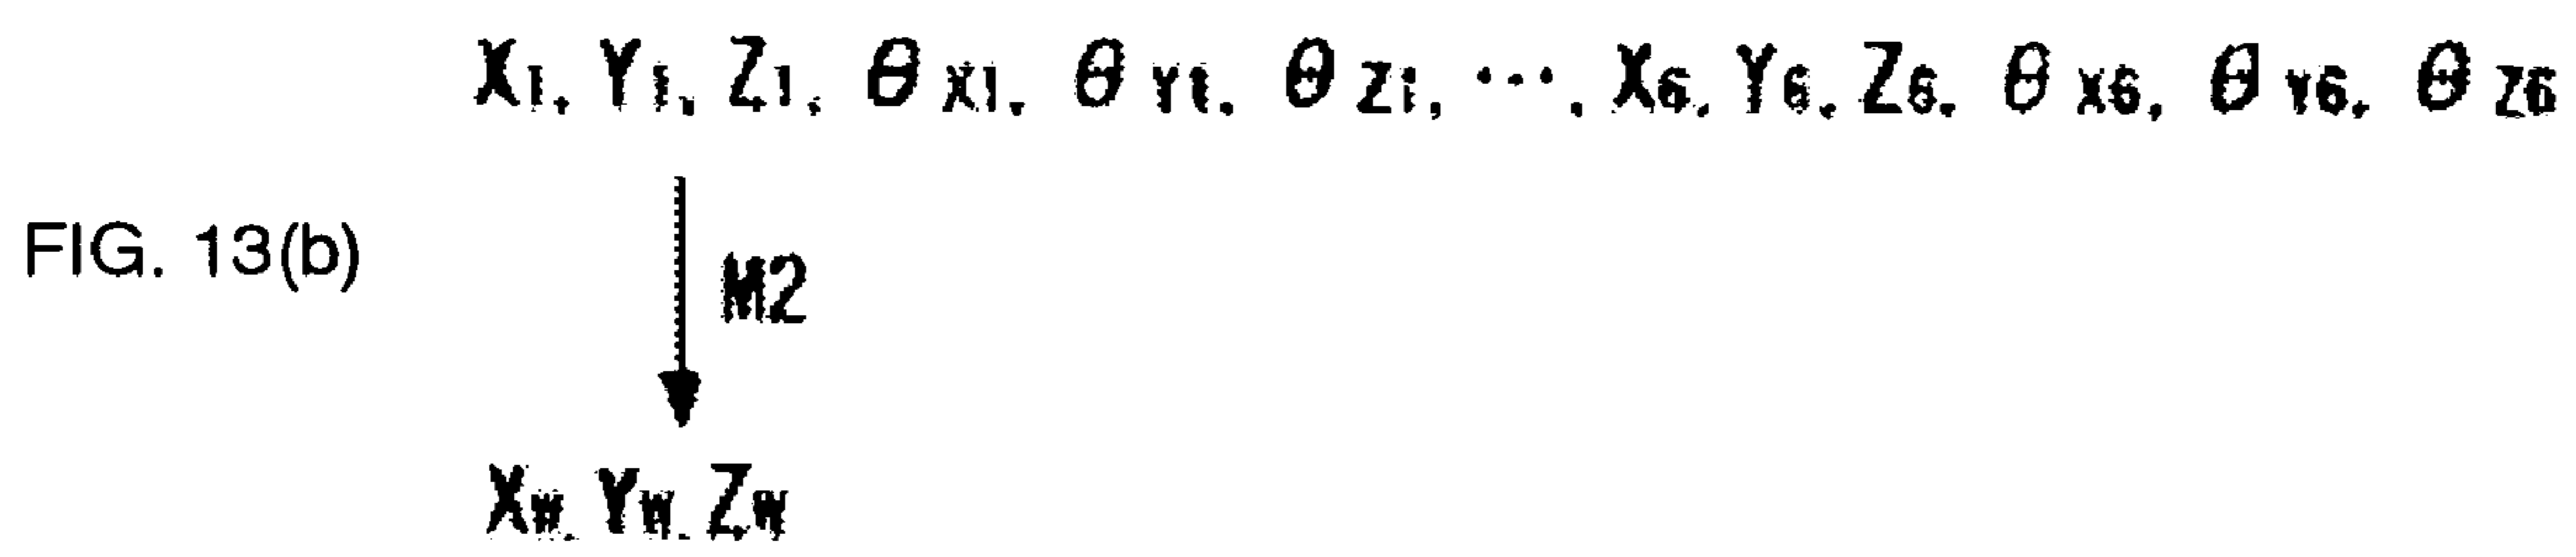 X1, Y1, Z1, θX1, θY1, θZ1, ..., X6, Y6, Z6, θX6, θY6, θZ6
FIG. 13(b)
M2
XW, YW, ZW